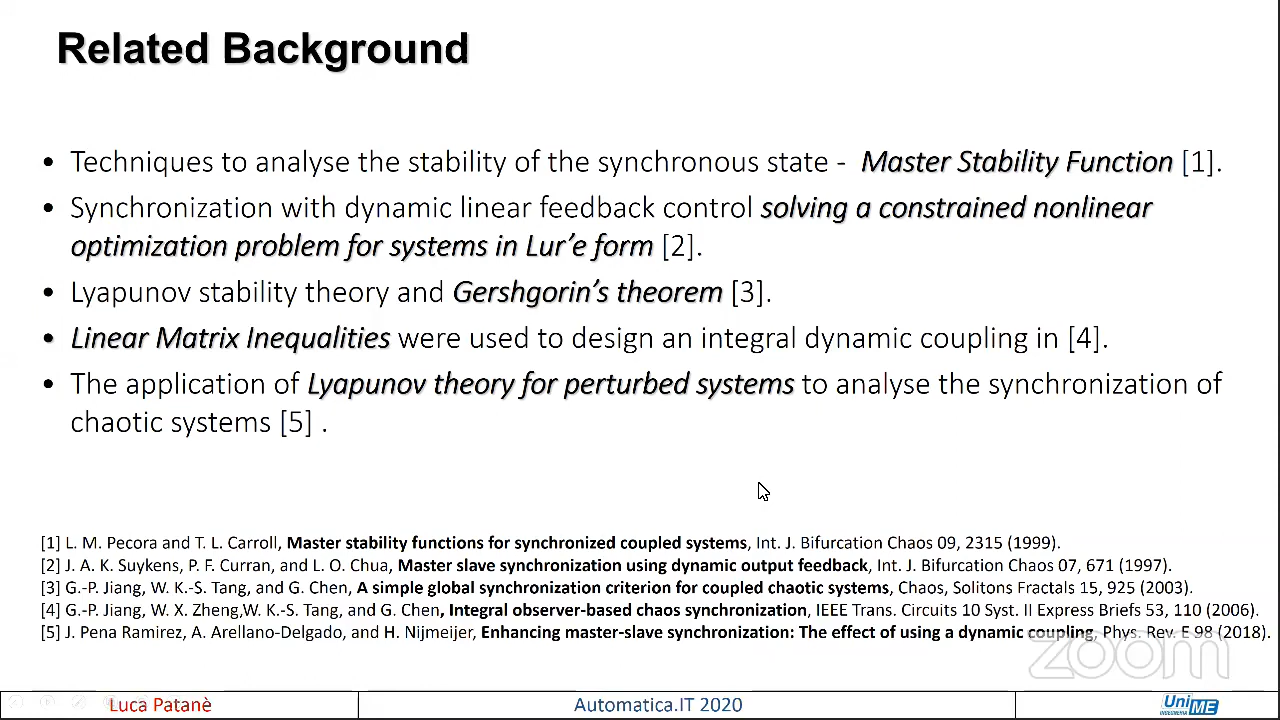 Related Background
• Techniques to analyse the stability of the synchronous state - Master Stability Function [1].
• Synchronization with dynamic linear feedback control solving a constrained nonlinear
optimization problem for systems in Lur’e form [2].
• Lyapunov stability theory and Gershgorin’s theorem [3].
• Linear Matrix Inequalities were used to design an integral dynamic coupling in [4].
• The application of Lyapunov theory for perturbed systems to analyse the synchronization of
chaotic systems [5] .
[1] L. M. Pecora and T. L. Carroll, Master stability functions for synchronized coupled systems, Int. J. Bifurcation Chaos 09, 2315 (1999).
[2] J. A. K. Suykens, P. F. Curran, and L. O. Chua, Master slave synchronization using dynamic output feedback, Int. J. Bifurcation Chaos 07, 671 (1997).
[3] G.-P. Jiang, W. K.-S. Tang, and G. Chen, A simple global synchronization criterion for coupled chaotic systems, Chaos, Solitons Fractals 15, 925 (2003).
[4] G.-P. Jiang, W. X. Zheng,W. K.-S. Tang, and G. Chen, Integral observer-based chaos synchronization, IEEE Trans. Circuits 10 Syst. II Express Briefs 53, 110 (2006).
[5] J. Pena Ramirez, A. Arellano-Delgado, and H. Nijmeijer, Enhancing master-slave synchronization: The effect of using a dynamic coupling, Phys. Rev. E 98 (2018).
zoom
Luca Patanè
Automatica.IT 2020
UniME